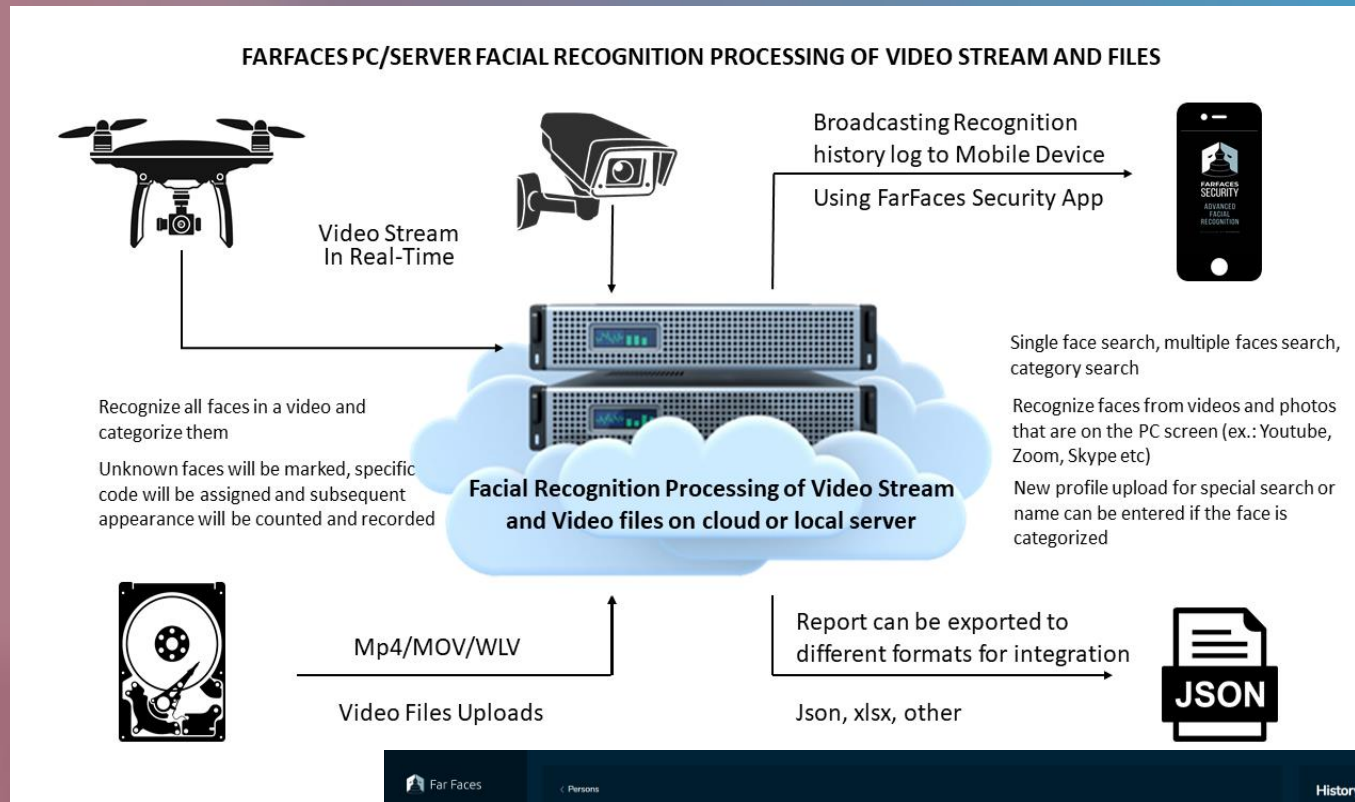 FARFACES PC/SERVER FACIAL RECOGNITION PROCESSING OF VIDEO STREAM AND FILES
Broadcasting Recognition
history log to Mobile Device
Using FarFaces Security App
FARFACES
SECURITY
ADVANCED
FACIAL
RECOGNITION
Video Stream
In Real-Time
Single face search, multiple faces search,
category search
Recognize faces from videos and photos
that are on the PC screen (ex.: Youtube,
Zoom, Skype etc)
New profile upload for special search or
name can be entered if the face is
categorized
Recognize all faces in a video and
categorize them
Unknown faces will be marked, specific
code will be assigned and subsequent
appearance will be counted and recorded
Facial Recognition Processing of Video Stream
and Video files on cloud or local server
Mp4/MOV/WLV
Video Files Uploads
Report can be exported to
different formats for integration
Json, xlsx, other
JSON
Far Faces
< Persons
History